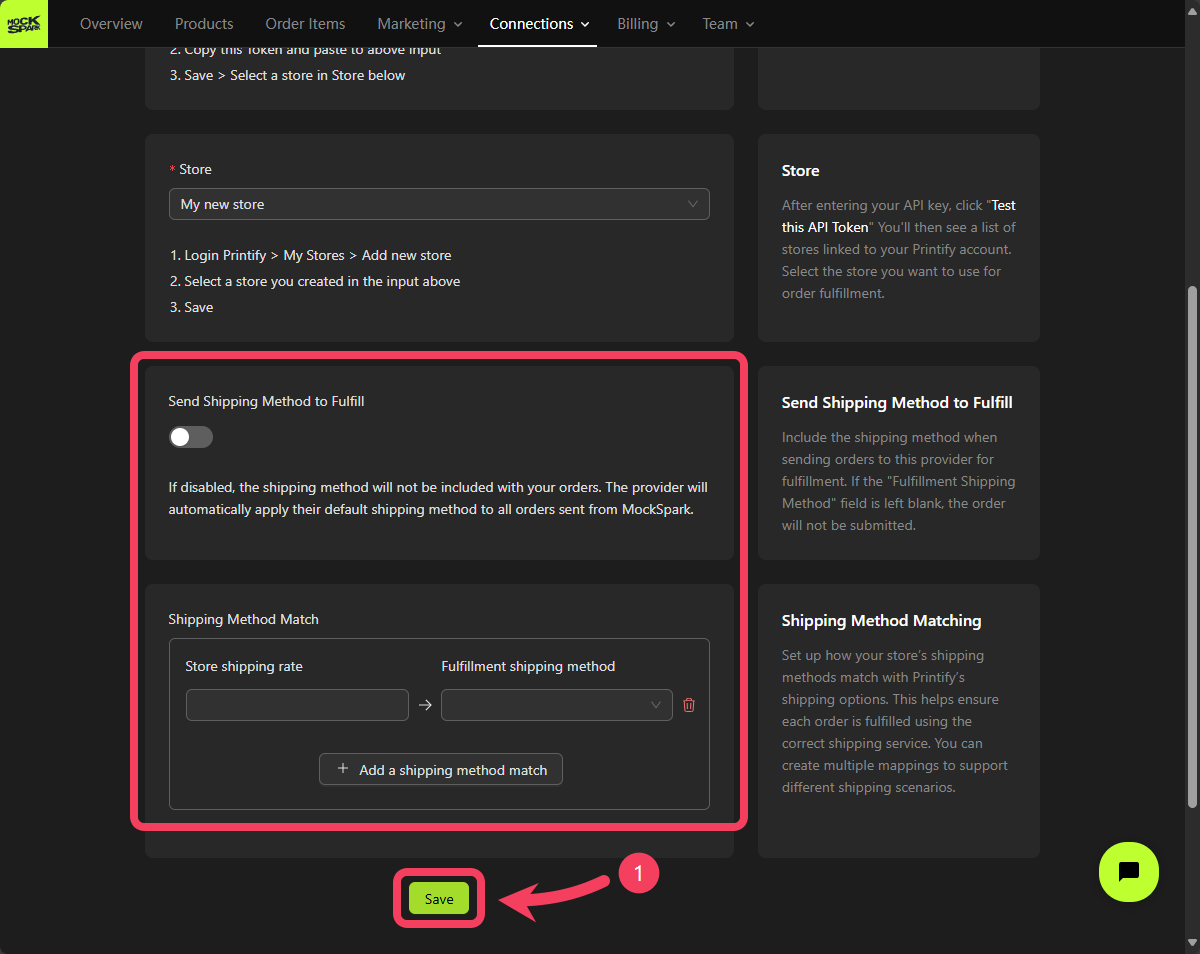 MOCK
SPARK
Overview
Products
Order Items
Marketing
Connections
Billing
Team
2. Copy this Token and paste to above input
3. Save > Select a store in Store below
* Store
My new store
1. Login Printify > My Stores > Add new store
2. Select a store you created in the input above
3. Save
Store
After entering your API key, click "Test
this API Token" You'll then see a list of
stores linked to your Printify account.
Select the store you want to use for
order fulfillment.
Send Shipping Method to Fulfill
If disabled, the shipping method will not be included with your orders. The provider will
automatically apply their default shipping method to all orders sent from MockSpark.
Send Shipping Method to Fulfill
Include the shipping method when
sending orders to this provider for
fulfillment. If the "Fulfillment Shipping
Method" field is left blank, the order
will not be submitted.
Shipping Method Match
Store shipping rate
Fulfillment shipping method
+ Add a shipping method match
Shipping Method Matching
Set up how your store's shipping
methods match with Printify's
shipping options. This helps ensure
each order is fulfilled using the
correct shipping service. You can
create multiple mappings to support
different shipping scenarios.
Save
1